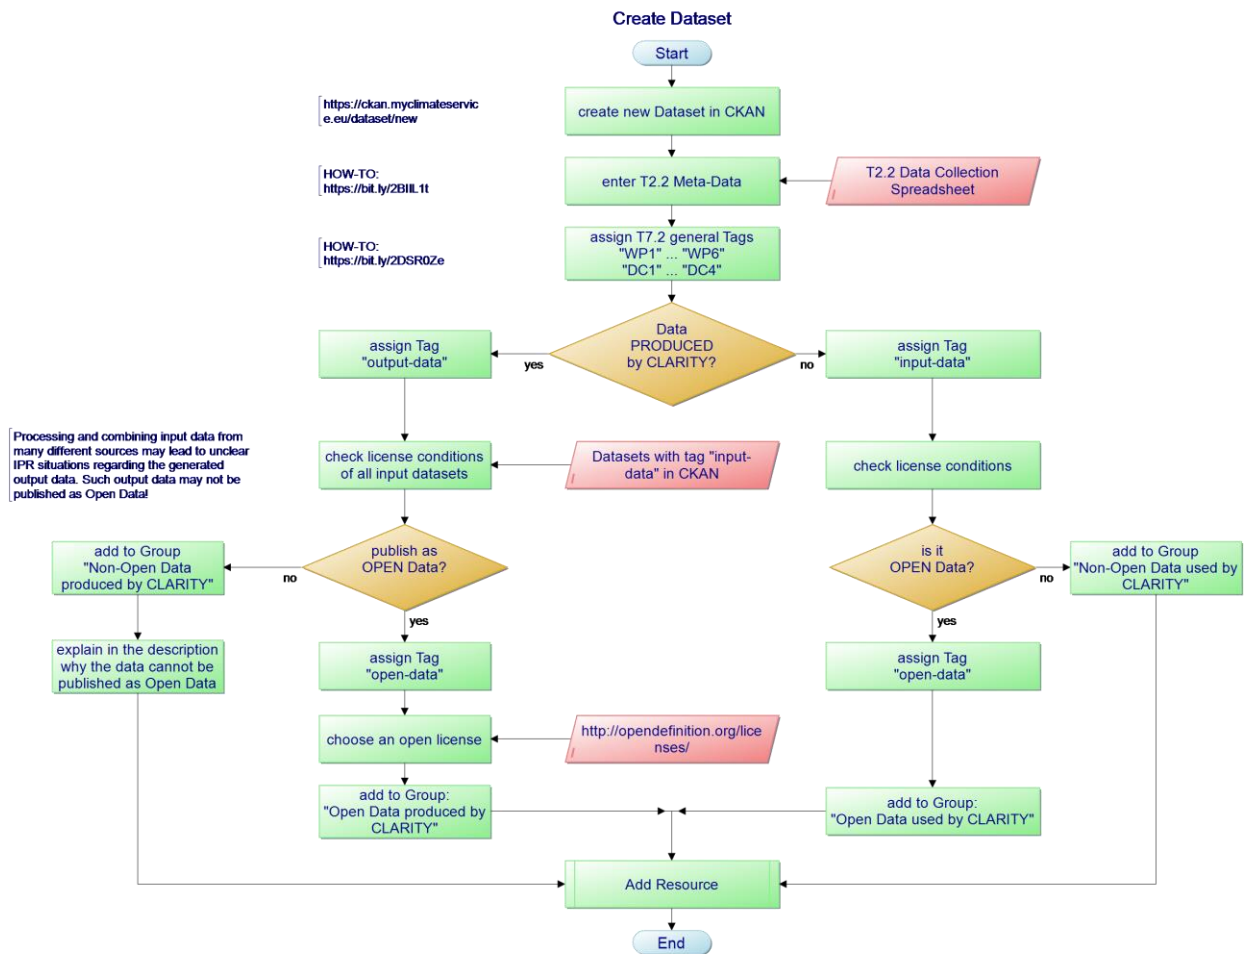 Create Dataset
Start
https://ckan.myclimateservic
e.eu/dataset/new
create new Dataset in CKAN
HOW-TO:
https://bit.ly/2BIIL1t
enter T2.2 Meta-Data
T2.2 Data Collection
Spreadsheet
HOW-TO:
https://bit.ly/2DSR0Ze
assign T7.2 general Tags
"WP1" ... "WP6"
"DC1" ... "DC4"
Data
PRODUCED
by CLARITY?
yes
no
assign Tag
"output-data"
assign Tag
"input-data"
Processing and combining input data from
many different sources may lead to unclear
IPR situations regarding the generated
output data. Such output data may not be
published as Open Data!
check license conditions
of all input datasets
Datasets with tag "input-
data" in CKAN
check license conditions
add to Group
"Non-Open Data
produced by CLARITY"
no
publish as
OPEN Data?
yes
is it
OPEN Data?
no
yes
add to Group
"Non-Open Data used by
CLARITY"
explain in the description
why the data cannot be
published as Open Data
assign Tag
"open-data"
assign Tag
"open-data"
choose an open license
http://opendefinition.org/lice
nses/
add to Group:
"Open Data produced by
CLARITY"
add to Group:
"Open Data used by CLARITY"
Add Resource
End